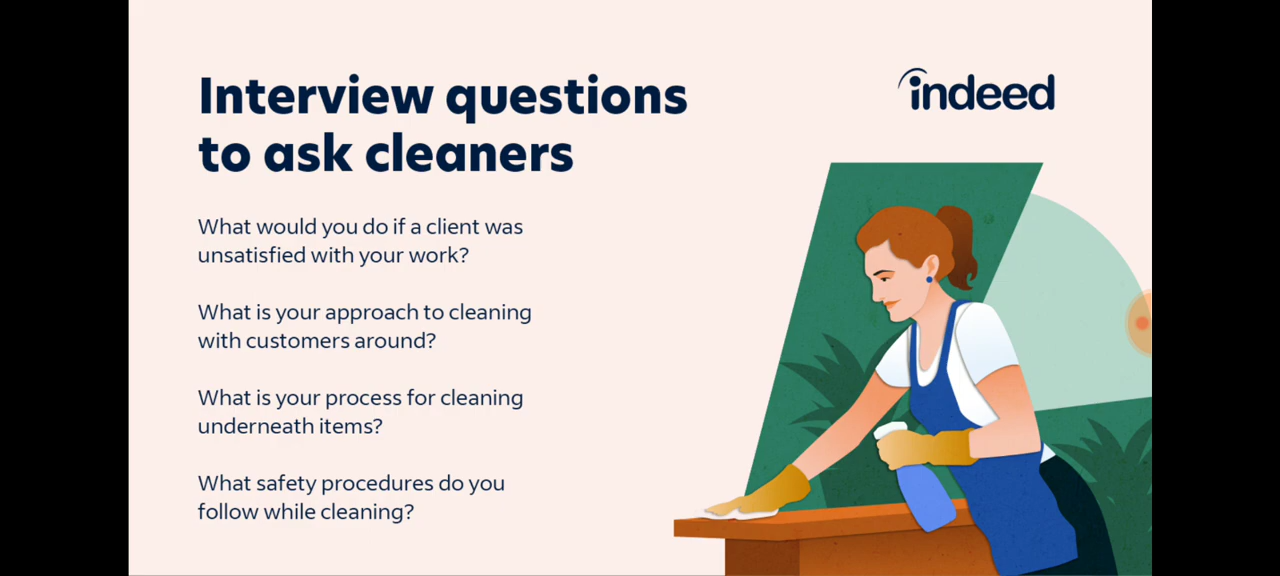 Interview questions
to ask cleaners
indeed
What would you do if a client was
unsatisfied with your work?
What is your approach to cleaning
with customers around?
What is your process for cleaning
underneath items?
What safety procedures do you
follow while cleaning?